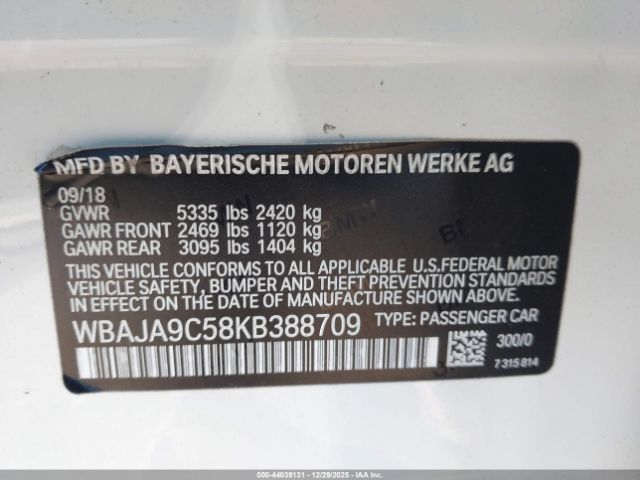 MFD BY BAYERISCHE MOTOREN WERKE AG
09/18
GVWR 5335 lbs 2420 kg
GAWR FRONT 2469 lbs 1120 kg
GAWR REAR 3095 lbs 1404 kg
THIS VEHICLE CONFORMS TO ALL APPLICABLE U.S.FEDERAL MOTOR
VEHICLE SAFETY, BUMPER AND THEFT PREVENTION STANDARDS
IN EFFECT ON THE DATE OF MANUFACTURE SHOWN ABOVE.
WBAJA9C58KB388709 TYPE: PASSENGER CAR
300/0
7 315 814
© - 44039131 - 12/29/2025 - IAAI.COM